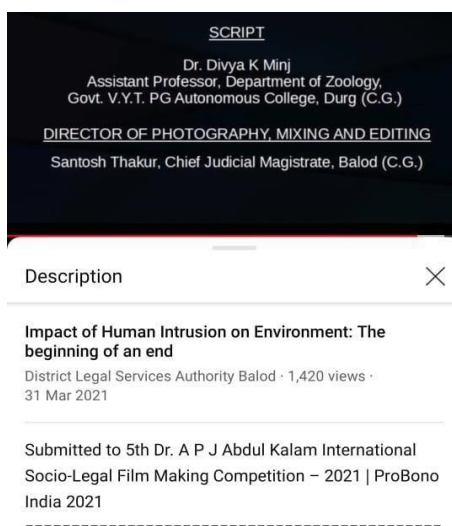 SCRIPT
Dr. Divya K Minj
Assistant Professor, Department of Zoology,
Govt. V.Y.T. PG Autonomous College, Durg (C.G.)
DIRECTOR OF PHOTOGRAPHY, MIXING AND EDITING
Santosh Thakur, Chief Judicial Magistrate, Balod (C.G.)
Description
Impact of Human Intrusion on Environment: The
beginning of an end
District Legal Services Authority Balod · 1,420 views ·
31 Mar 2021
Submitted to 5th Dr. A P J Abdul Kalam International
Socio-Legal Film Making Competition – 2021 | ProBono
India 2021
----------------------------------------------